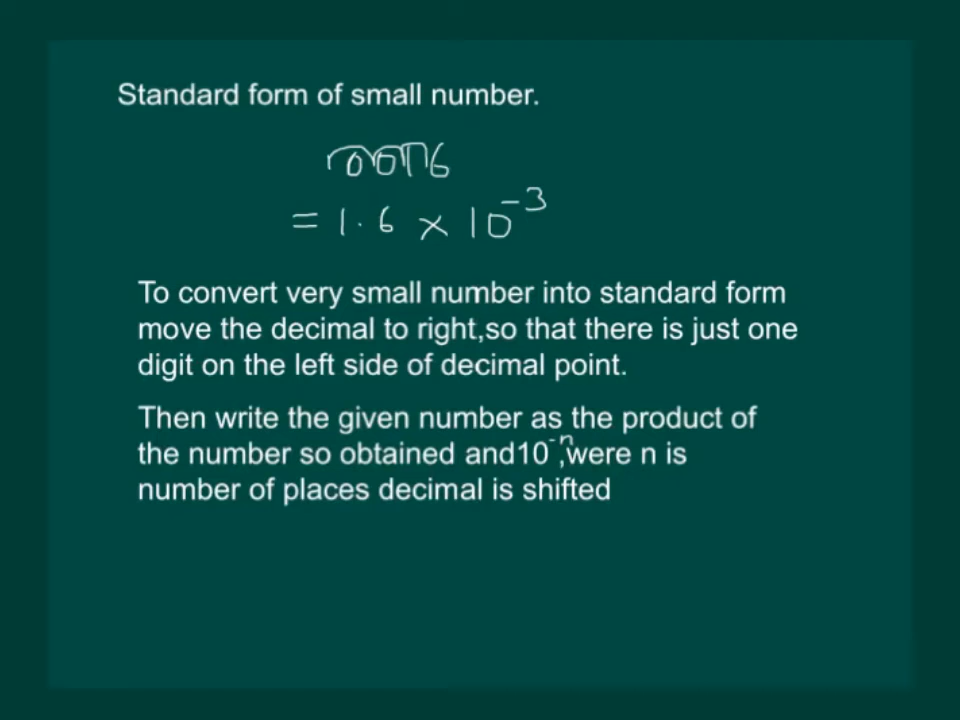 Standard form of small number.
.0016
= 1.6 × 10⁻³
To convert very small number into standard form
move the decimal to right,so that there is just one
digit on the left side of decimal point.
Then write the given number as the product of
the number so obtained and10⁻ⁿ,were n is
number of places decimal is shifted